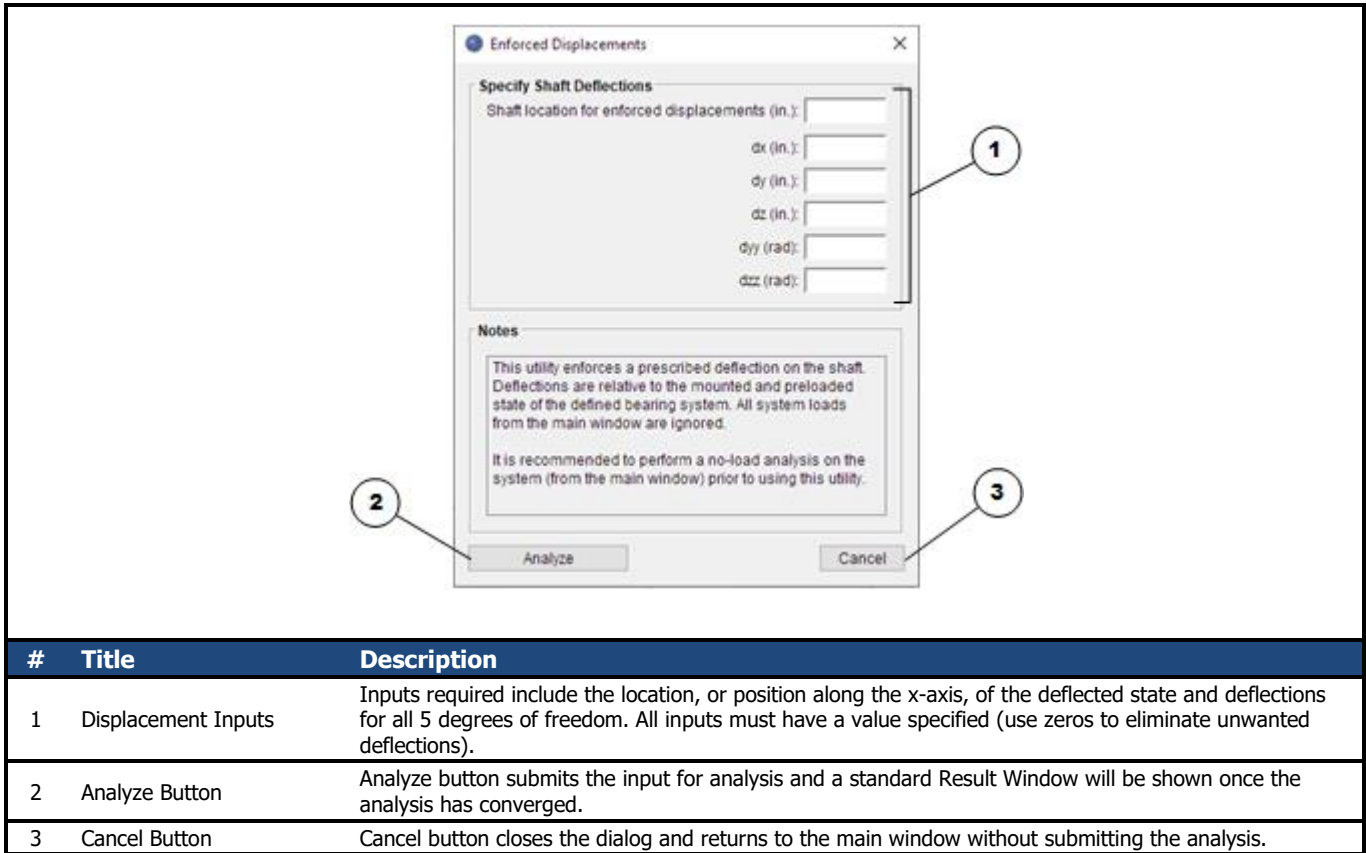 Enforced Displacements
Specify Shaft Deflections
Shaft location for enforced displacements (in.):
dx (in.):
dy (in.):
dz (in.):
dyy (rad):
dzz (rad):
1
Notes
This utility enforces a prescribed deflection on the shaft.
Deflections are relative to the mounted and preloaded
state of the defined bearing system. All system loads
from the main window are ignored.
It is recommended to perform a no-load analysis on the
system (from the main window) prior to using this utility.
2
3
Analyze
Cancel
# Title Description
1 Displacement Inputs Inputs required include the location, or position along the x-axis, of the deflected state and deflections
for all 5 degrees of freedom. All inputs must have a value specified (use zeros to eliminate unwanted
deflections).
2 Analyze Button Analyze button submits the input for analysis and a standard Result Window will be shown once the
analysis has converged.
3 Cancel Button Cancel button closes the dialog and returns to the main window without submitting the analysis.